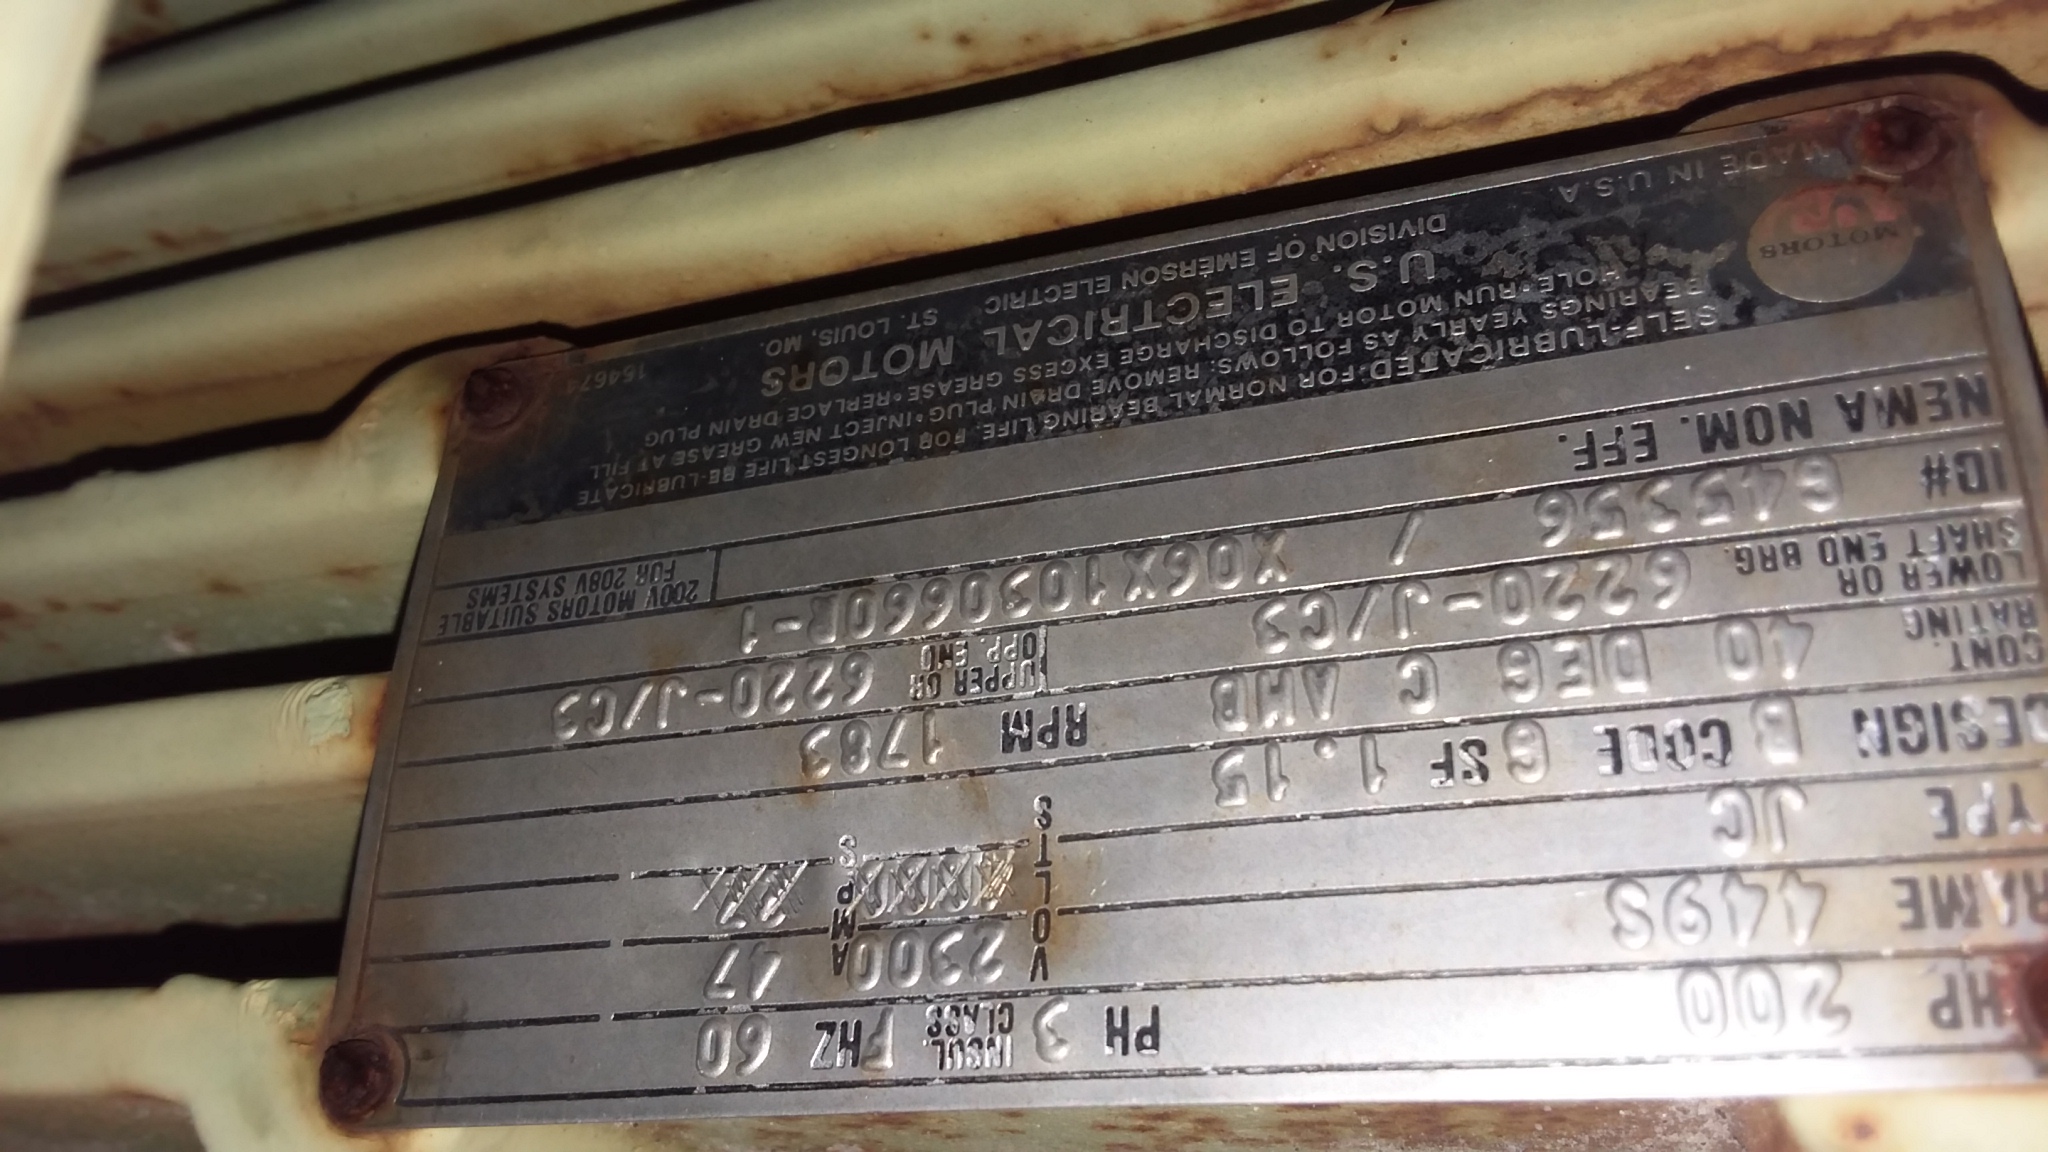 HP 200 PH 3 INSUL. CLASS F HZ 60
RAME 449S VOLTS 2300 AMPS 47
TYPE JC
DESIGN B CODE G SF 1.15 RPM 1783
CONT. RATING 40 DEG C AMB
LOWER OR SHAFT END BRG. 6220-J/C3 UPPER OR OPP. END 6220-J/C3
ID# G45356 / X06X1030660R-1
NEMA NOM. EFF. 200V MOTORS SUITABLE FOR 208V SYSTEMS
SELF-LUBRICATED FOR NORMAL BEARING LIFE. FOR LONGEST LIFE RE-LUBRICATE
BEARINGS YEARLY AS FOLLOWS: REMOVE DRAIN PLUG•INJECT NEW GREASE AT FILL
HOLE•RUN MOTOR TO DISCHARGE EXCESS GREASE•REPLACE DRAIN PLUG
MOTORS
U.S. ELECTRICAL MOTORS
DIVISION OF EMERSON ELECTRIC ST. LOUIS, MO.
MADE IN U.S.A.